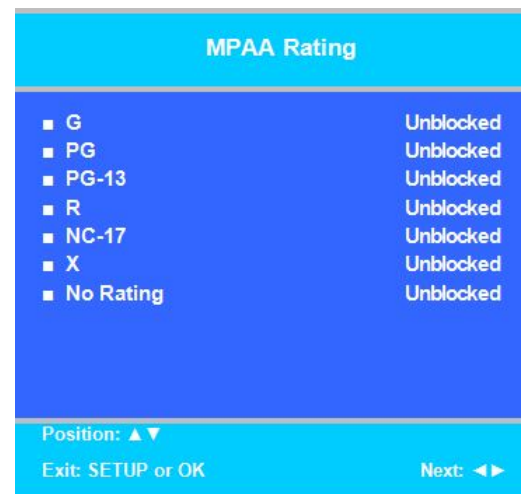 MPAA Rating
■ G Unblocked
■ PG Unblocked
■ PG-13 Unblocked
■ R Unblocked
■ NC-17 Unblocked
■ X Unblocked
■ No Rating Unblocked
Position: ▲▼
Exit: SETUP or OK Next: ◄►